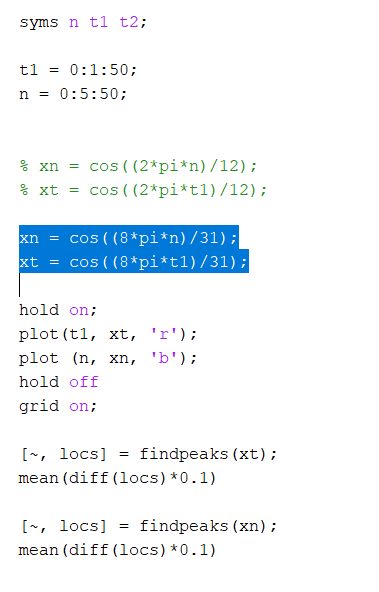 syms n t1 t2;
t1 = 0:1:50;
n = 0:5:50;
% xn = cos((2*pi*n)/12);
% xt = cos((2*pi*t1)/12);
xn = cos((8*pi*n)/31);
xt = cos((8*pi*t1)/31);
hold on;
plot(t1, xt, 'r');
plot (n, xn, 'b');
hold off
grid on;
[~, locs] = findpeaks(xt);
mean(diff(locs)*0.1)
[~, locs] = findpeaks(xn);
mean(diff(locs)*0.1)